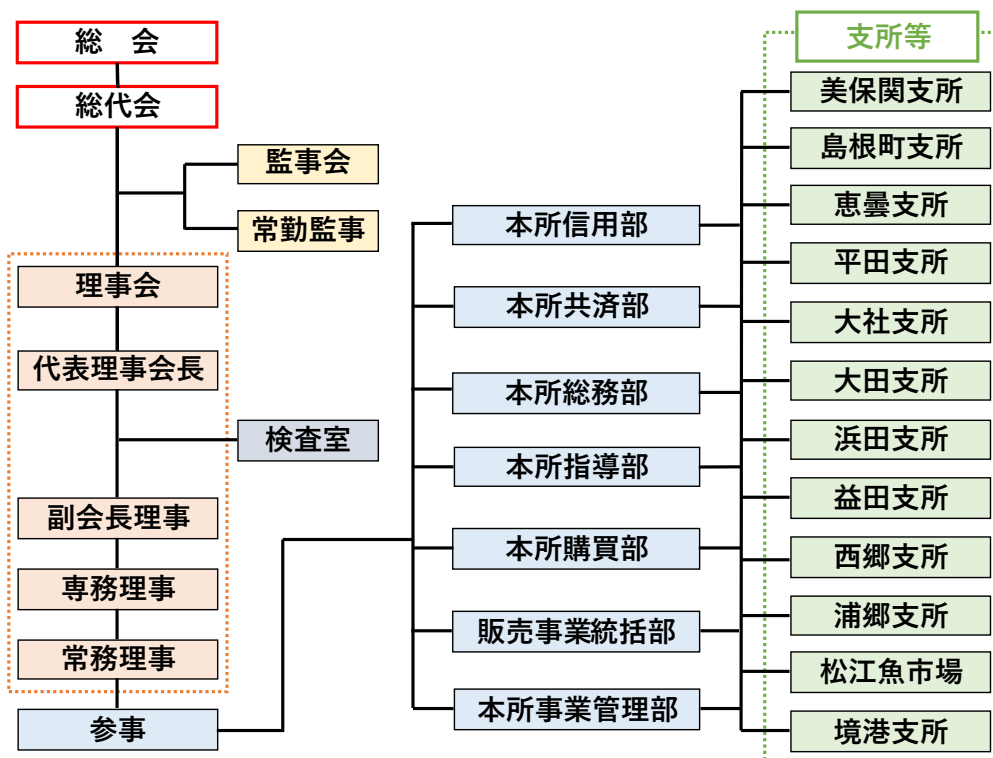 総　会
総代会
監事会
常勤監事
理事会
代表理事会長
検査室
副会長理事
専務理事
常務理事
参事
本所信用部
本所共済部
本所総務部
本所指導部
本所購買部
販売事業統括部
本所事業管理部
支所等
美保関支所
島根町支所
恵曇支所
平田支所
大社支所
大田支所
浜田支所
益田支所
西郷支所
浦郷支所
松江魚市場
境港支所